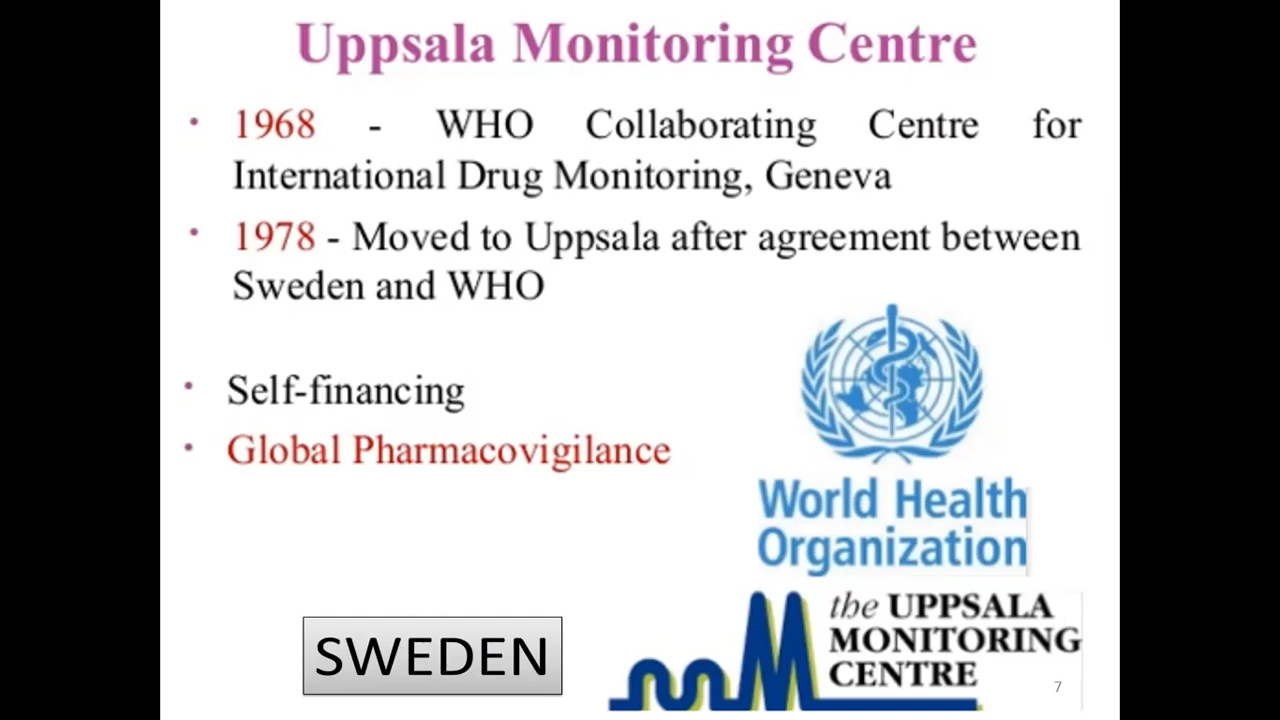 Uppsala Monitoring Centre
• 1968 - WHO Collaborating Centre for
International Drug Monitoring, Geneva
• 1978 - Moved to Uppsala after agreement between
Sweden and WHO
• Self-financing
• Global Pharmacovigilance
World Health
Organization
SWEDEN
the UPPSALA
MONITORING
CENTRE
7